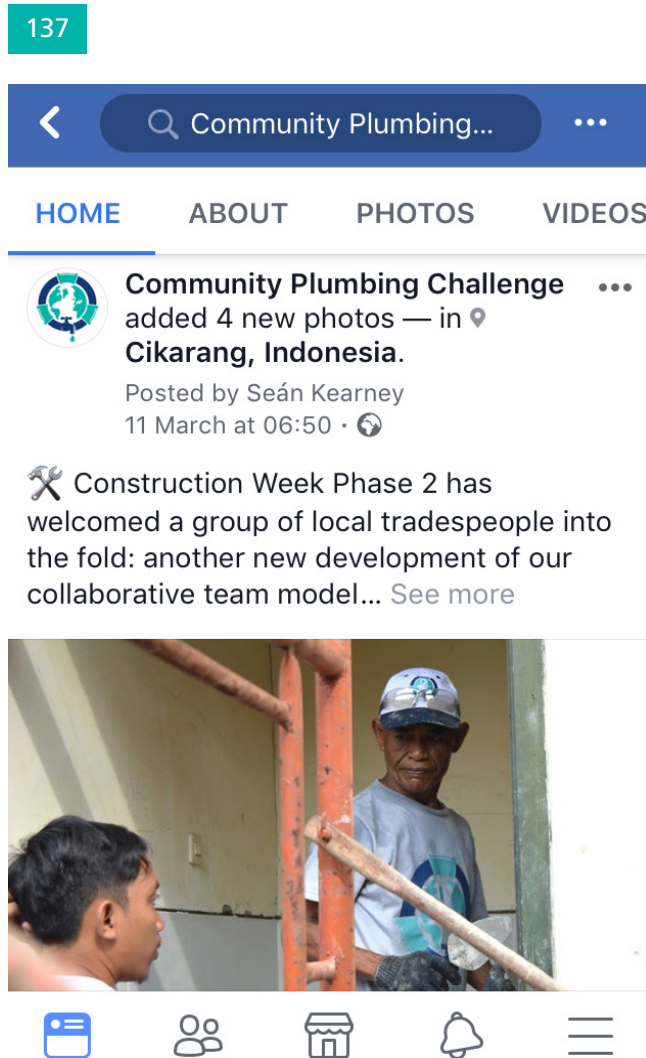 137
Community Plumbing...
HOME ABOUT PHOTOS VIDEOS
Community Plumbing Challenge
added 4 new photos — in
Cikarang, Indonesia.
Posted by Seán Kearney
11 March at 06:50 ·
Construction Week Phase 2 has
welcomed a group of local tradespeople into
the fold: another new development of our
collaborative team model... See more